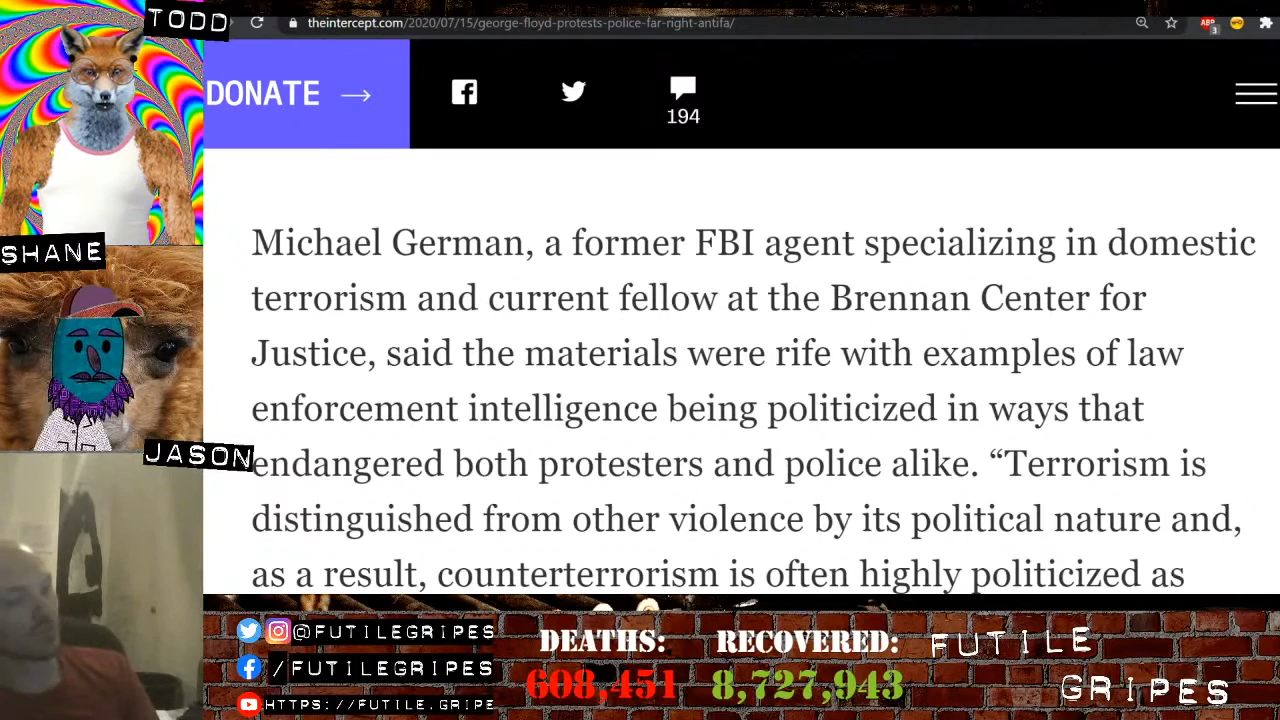 TODD
theintercept.com/2020/07/15/george-floyd-protests-police-far-right-antifa/
ABP
3
DONATE →
194
SHANE
Michael German, a former FBI agent specializing in domestic
terrorism and current fellow at the Brennan Center for
Justice, said the materials were rife with examples of law
enforcement intelligence being politicized in ways that
JASON
endangered both protesters and police alike. “Terrorism is
distinguished from other violence by its political nature and,
as a result, counterterrorism is often highly politicized as
@FUTILEGRIPES
/FUTILEGRIPES
HTTPS://FUTILE.GRIPE
DEATHS:
608,451
RECOVERED:
8,727,943
FUTILE
GRIPES